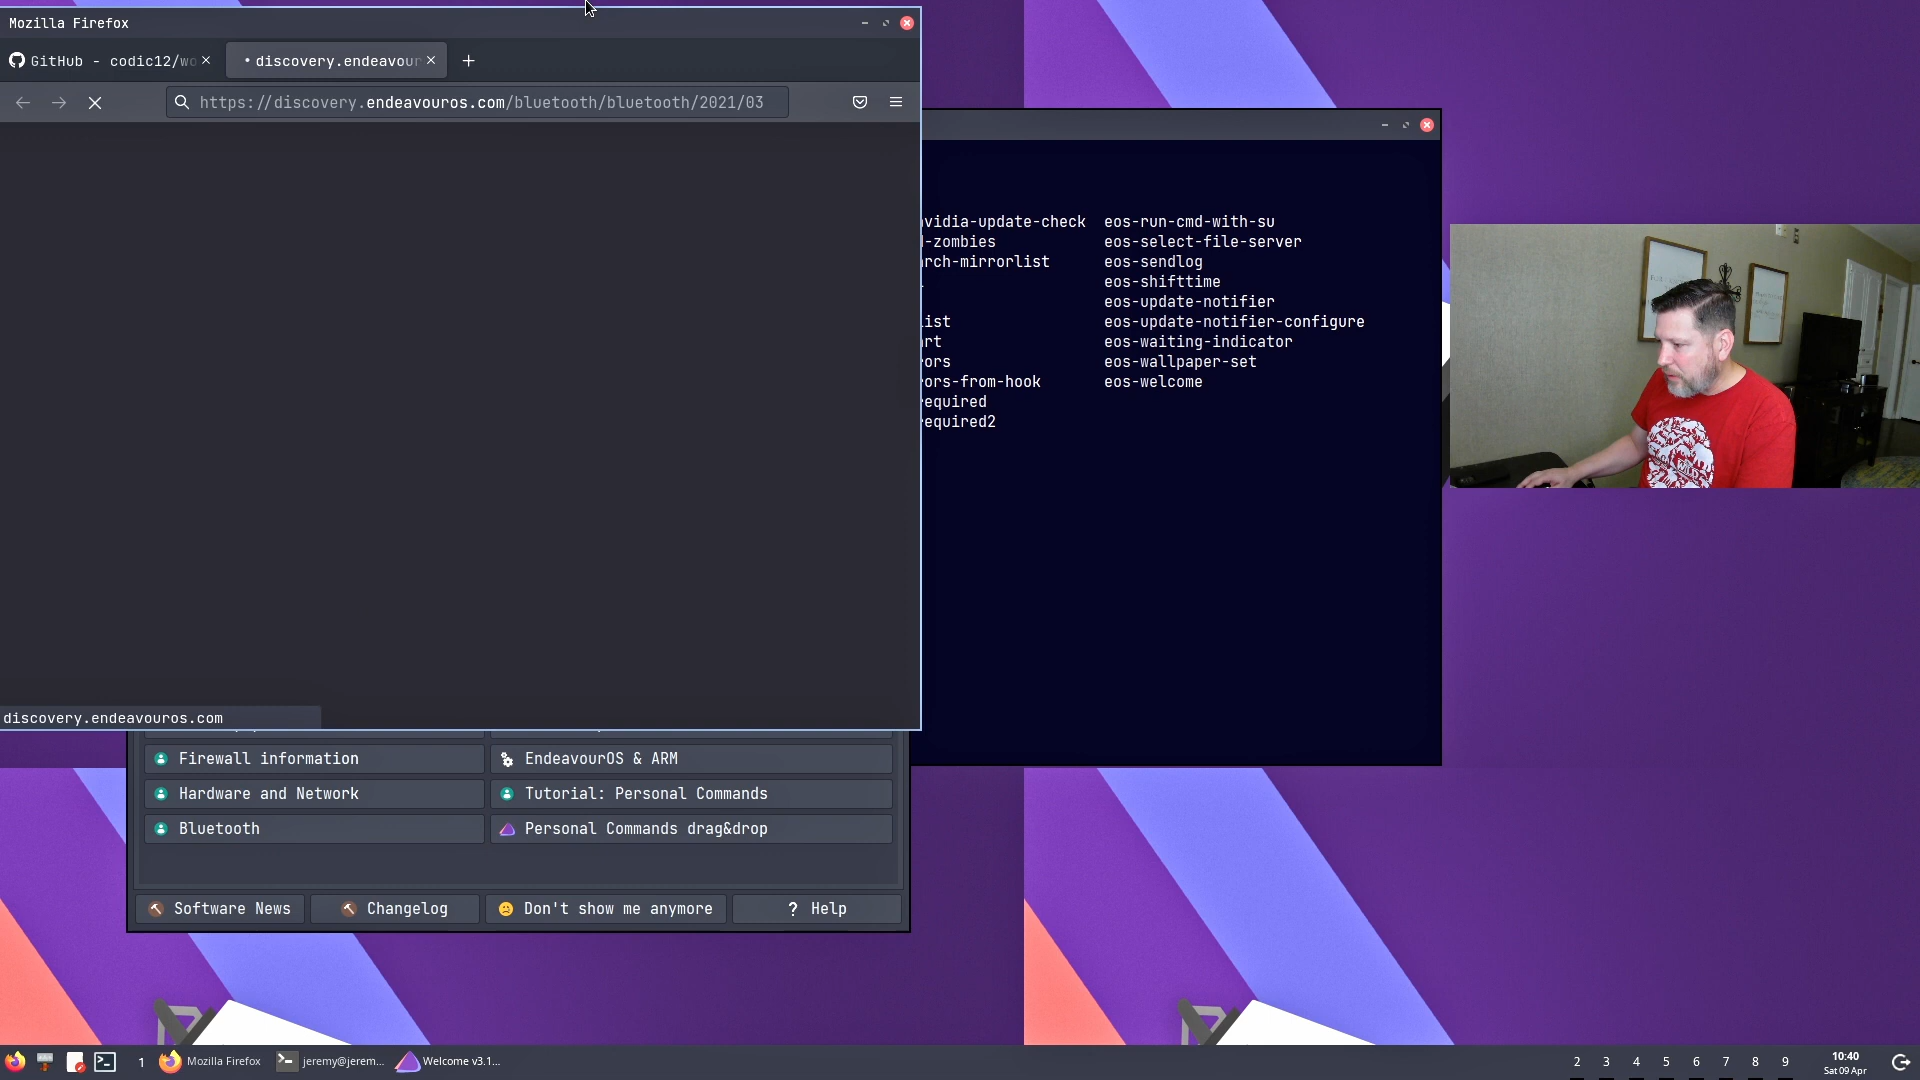 Mozilla Firefox
GitHub - codic12/wo
discovery.endeavour
https://discovery.endeavouros.com/bluetooth/bluetooth/2021/03
vidia-update-check eos-run-cmd-with-su
-zombies eos-select-file-server
rch-mirrorlist eos-sendlog
eos-shifttime
eos-update-notifier
ist eos-update-notifier-configure
rt eos-waiting-indicator
ors eos-wallpaper-set
ors-from-hook eos-welcome
equired
equired2
discovery.endeavouros.com
Firewall information
EndeavourOS & ARM
Hardware and Network
Tutorial: Personal Commands
Bluetooth
Personal Commands drag&drop
Software News
Changelog
Don't show me anymore
? Help
1
Mozilla Firefox
jeremy@jerem...
Welcome v3.1...
2 3 4 5 6 7 8 9
10:40
Sat 09 Apr